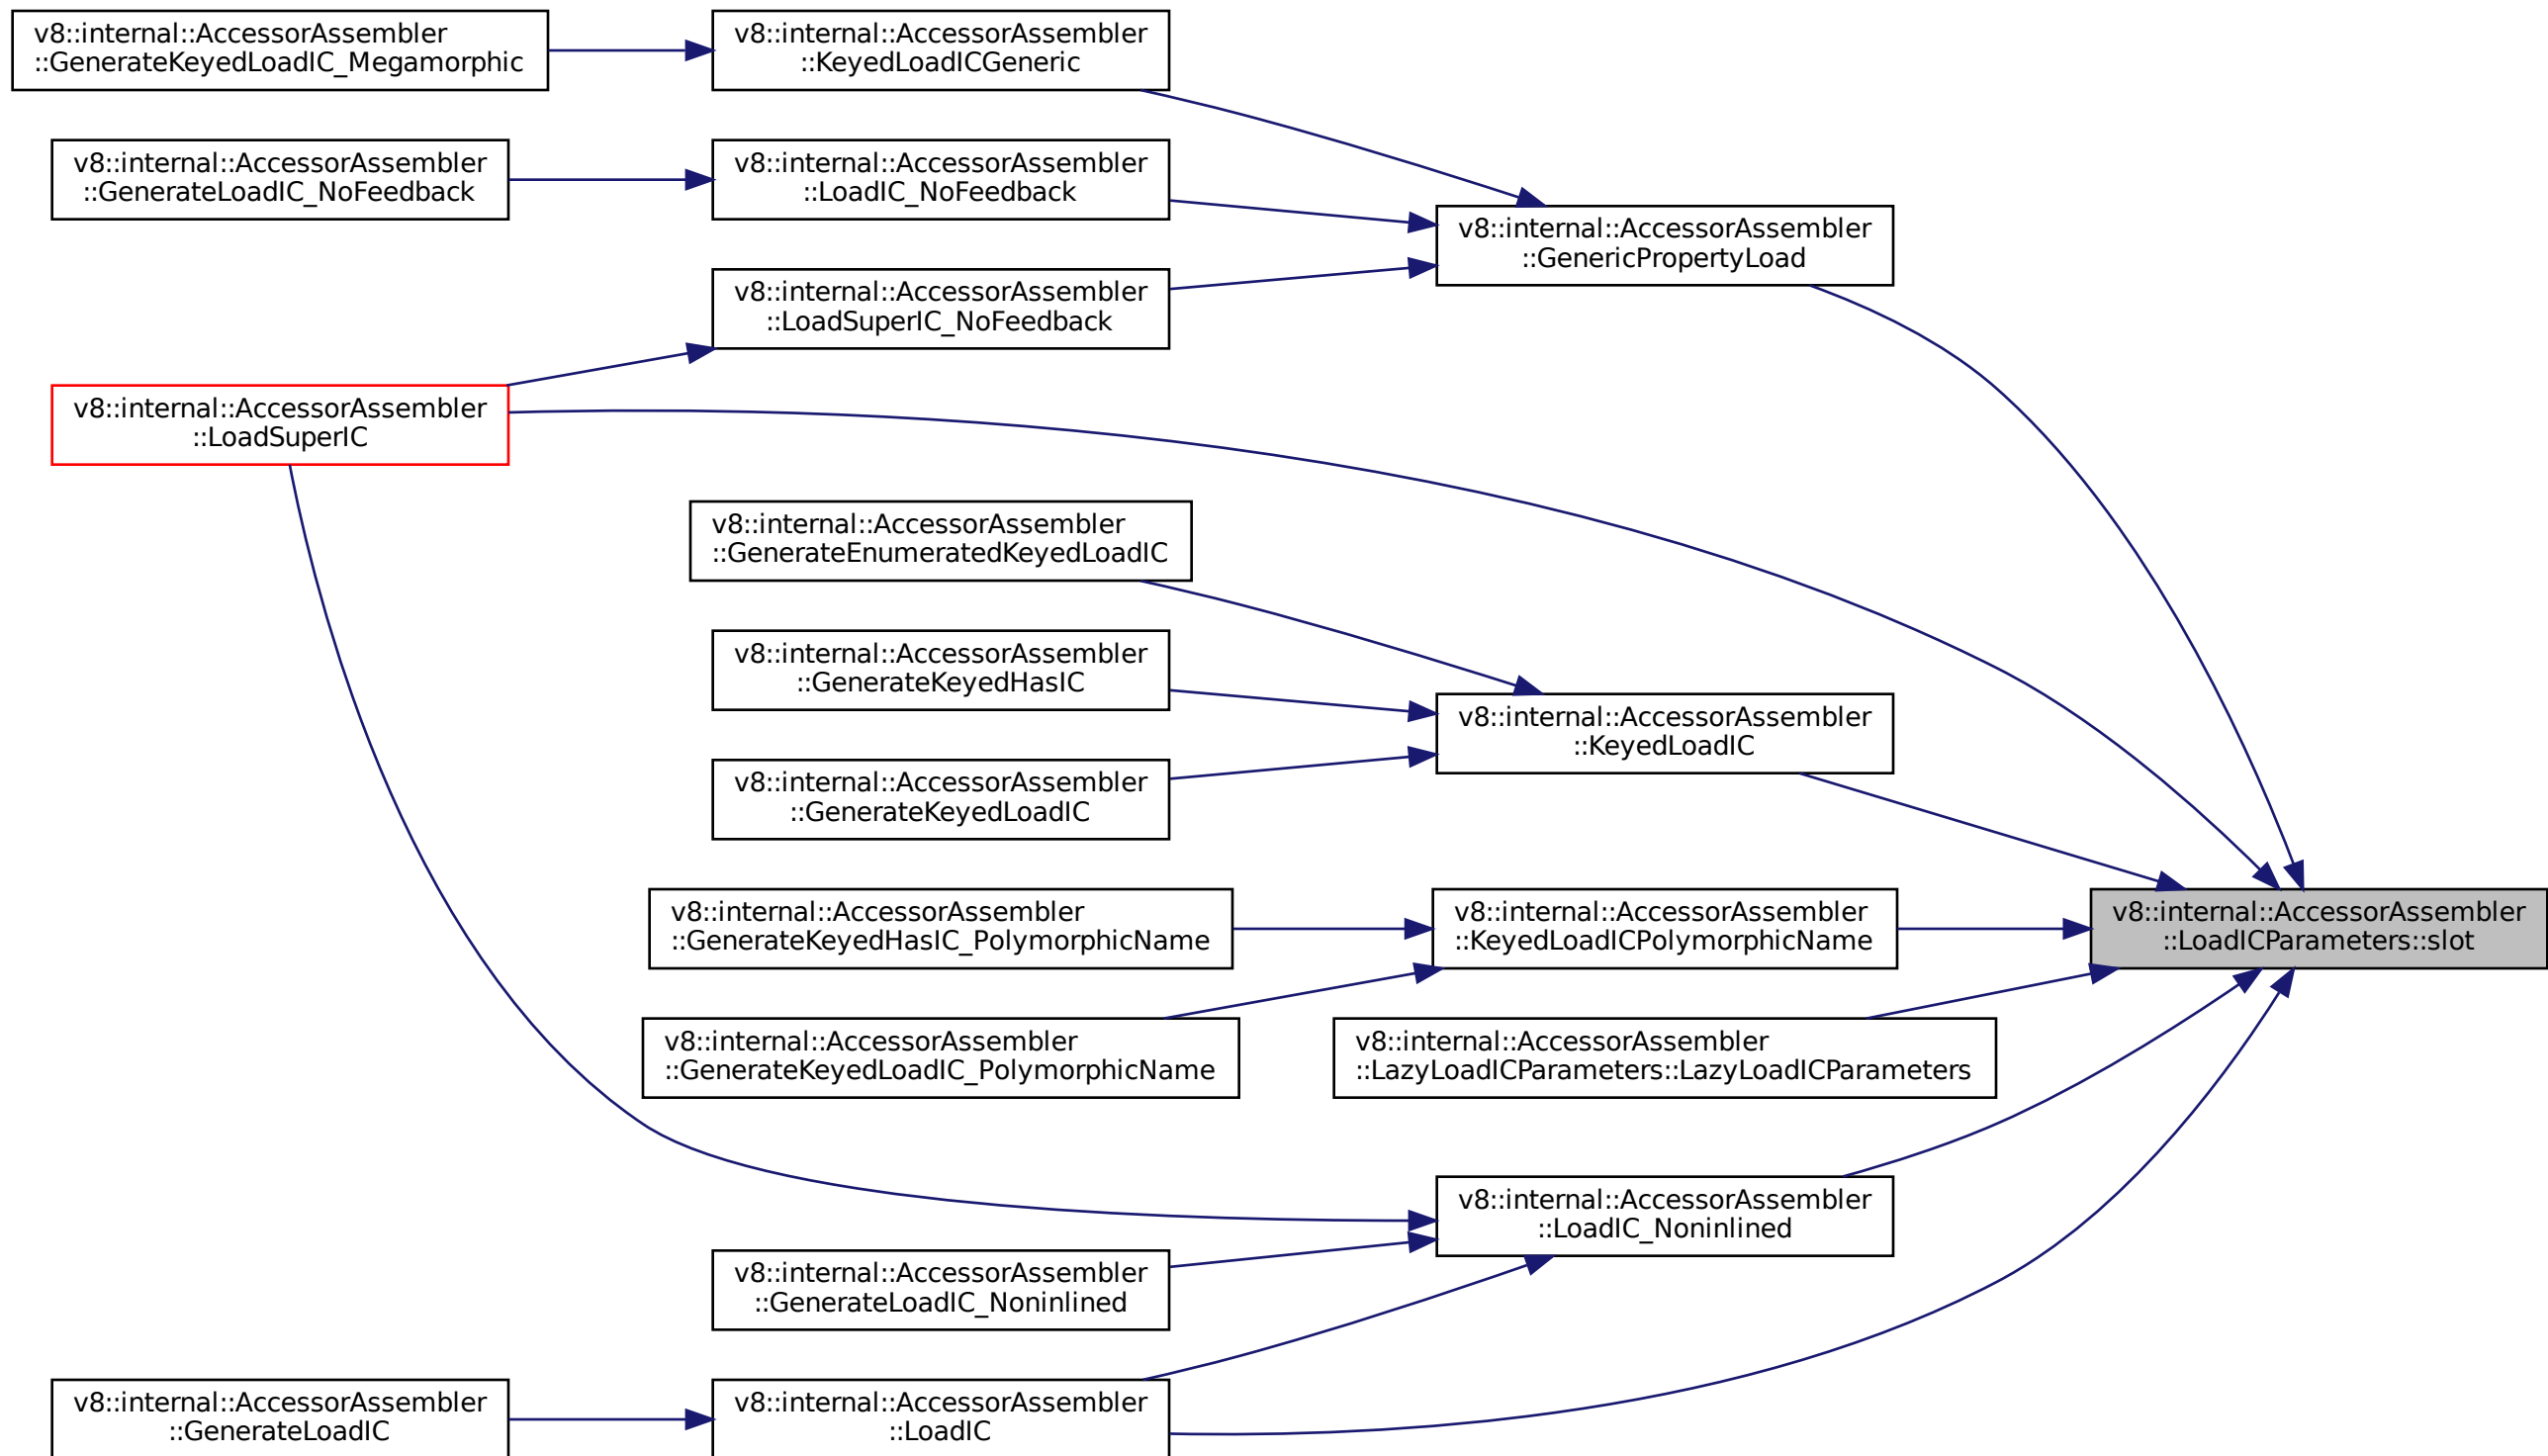 v8::internal::AccessorAssembler
::GenerateKeyedLoadIC_Megamorphic
v8::internal::AccessorAssembler
::KeyedLoadICGeneric
v8::internal::AccessorAssembler
::GenerateLoadIC_NoFeedback
v8::internal::AccessorAssembler
::LoadIC_NoFeedback
v8::internal::AccessorAssembler
::GenericPropertyLoad
v8::internal::AccessorAssembler
::LoadSuperIC_NoFeedback
v8::internal::AccessorAssembler
::LoadSuperIC
v8::internal::AccessorAssembler
::GenerateEnumeratedKeyedLoadIC
v8::internal::AccessorAssembler
::GenerateKeyedHasIC
v8::internal::AccessorAssembler
::KeyedLoadIC
v8::internal::AccessorAssembler
::GenerateKeyedLoadIC
v8::internal::AccessorAssembler
::GenerateKeyedHasIC_PolymorphicName
v8::internal::AccessorAssembler
::KeyedLoadICPolymorphicName
v8::internal::AccessorAssembler
::LoadICParameters::slot
v8::internal::AccessorAssembler
::GenerateKeyedLoadIC_PolymorphicName
v8::internal::AccessorAssembler
::LazyLoadICParameters::LazyLoadICParameters
v8::internal::AccessorAssembler
::LoadIC_Noninlined
v8::internal::AccessorAssembler
::GenerateLoadIC_Noninlined
v8::internal::AccessorAssembler
::GenerateLoadIC
v8::internal::AccessorAssembler
::LoadIC